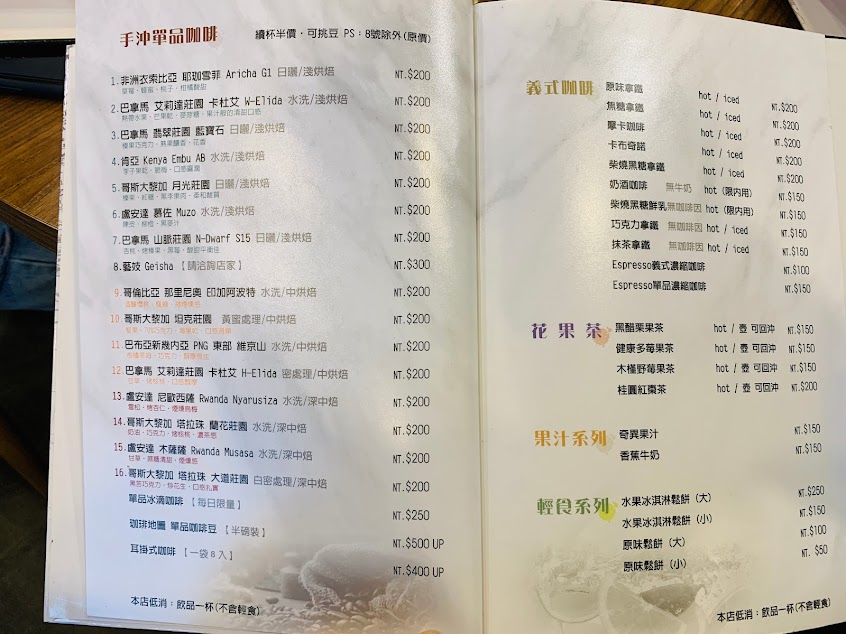 手沖單品咖啡 續杯半價，可挑豆 PS：8號除外(原價)
1.非洲衣索比亞 耶珈雪菲 Aricha G1 日曬/淺烘焙 NT.$200
2.巴拿馬 艾莉達莊園 卡杜艾 W-Elida 水洗/淺烘焙 NT.$200
3.巴拿馬 翡翠莊園 藍寶石 日曬/淺烘焙 NT.$200
4.肯亞 Kenya Embu AB 水洗/淺烘焙 NT.$200
5.哥斯大黎加 月光莊園 日曬/淺烘焙 NT.$200
6.盧安達 慕佐 Muzo 水洗/淺烘焙 NT.$200
7.巴拿馬 山脈莊園 N-Dwarf S15 日曬/淺烘焙 NT.$200
8.藝妓 Geisha【請洽詢店家】 NT.$300
9.哥倫比亞 那里尼奧 印加阿波特 水洗/中烘焙 NT.$200
10.哥斯大黎加 坦克莊園 黃蜜處理/中烘焙 NT.$200
11.巴布亞新幾內亞 PNG 東部 維京山 水洗/中烘焙 NT.$200
12.巴拿馬 艾莉達莊園 卡杜艾 H-Elida 密處理/中烘焙 NT.$200
13.盧安達 尼歐西薩 Rwanda Nyarusiza 水洗/深中焙 NT.$200
14.哥斯大黎加 塔拉珠 蘭花莊園 水洗/深中焙 NT.$200
15.盧安達 木薩薩 Rwanda Musasa 水洗/深中焙 NT.$200
16.哥斯大黎加 塔拉珠 大道莊園 白密處理/深中焙 NT.$200
單品冰滴咖啡【每日限量】 NT.$250
咖啡地圖 單品咖啡豆【半磅裝】 NT.$500 UP
耳掛式咖啡【一袋8入】 NT.$400 UP
本店低消：飲品一杯(不含輕食)
義式咖啡
原味拿鐵 hot / iced NT.$200
焦糖拿鐵 hot / iced NT.$200
摩卡咖啡 hot / iced NT.$200
卡布奇諾 hot / iced NT.$200
柴燒黑糖拿鐵 hot / iced NT.$200
奶酒咖啡 無牛奶 hot (限內用) NT.$150
柴燒黑糖鮮乳 無咖啡因 hot (限內用) NT.$150
巧克力拿鐵 無咖啡因 hot / iced NT.$150
抹茶拿鐵 無咖啡因 hot / iced NT.$150
Espresso義式濃縮咖啡 NT.$100
Espresso單品濃縮咖啡 NT.$150
花果茶
黑醋栗果茶 hot / 壺 可回沖 NT.$150
健康多莓果茶 hot / 壺 可回沖 NT.$150
木槿野莓果茶 hot / 壺 可回沖 NT.$150
桂圓紅棗茶 hot / 壺 可回沖 NT.$200
果汁系列
奇異果汁 NT.$150
香蕉牛奶 NT.$150
輕食系列
水果冰淇淋鬆餅（大） NT.$250
水果冰淇淋鬆餅（小） NT.$150
原味鬆餅（大） NT.$100
原味鬆餅（小） NT. $50
本店低消：飲品一杯(不含輕食)